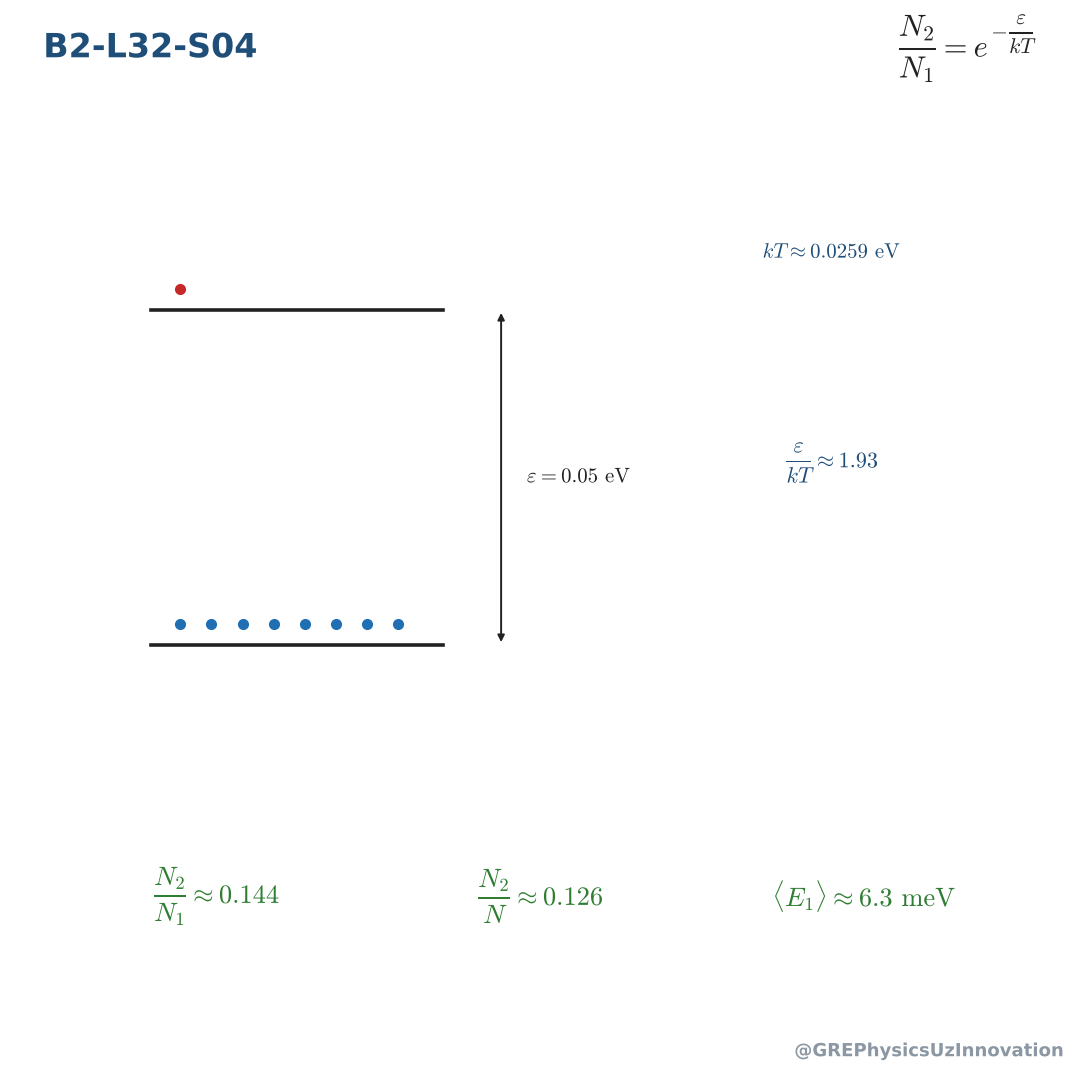 B2-L32-S04
N₂/N₁ = e^(−ε/kT)
kT ≈ 0.0259 eV
ε/kT ≈ 1.93
ε = 0.05 eV
N₂/N₁ ≈ 0.144
N₂/N ≈ 0.126
⟨E₁⟩ ≈ 6.3 meV
@GREPhysicsUzInnovation